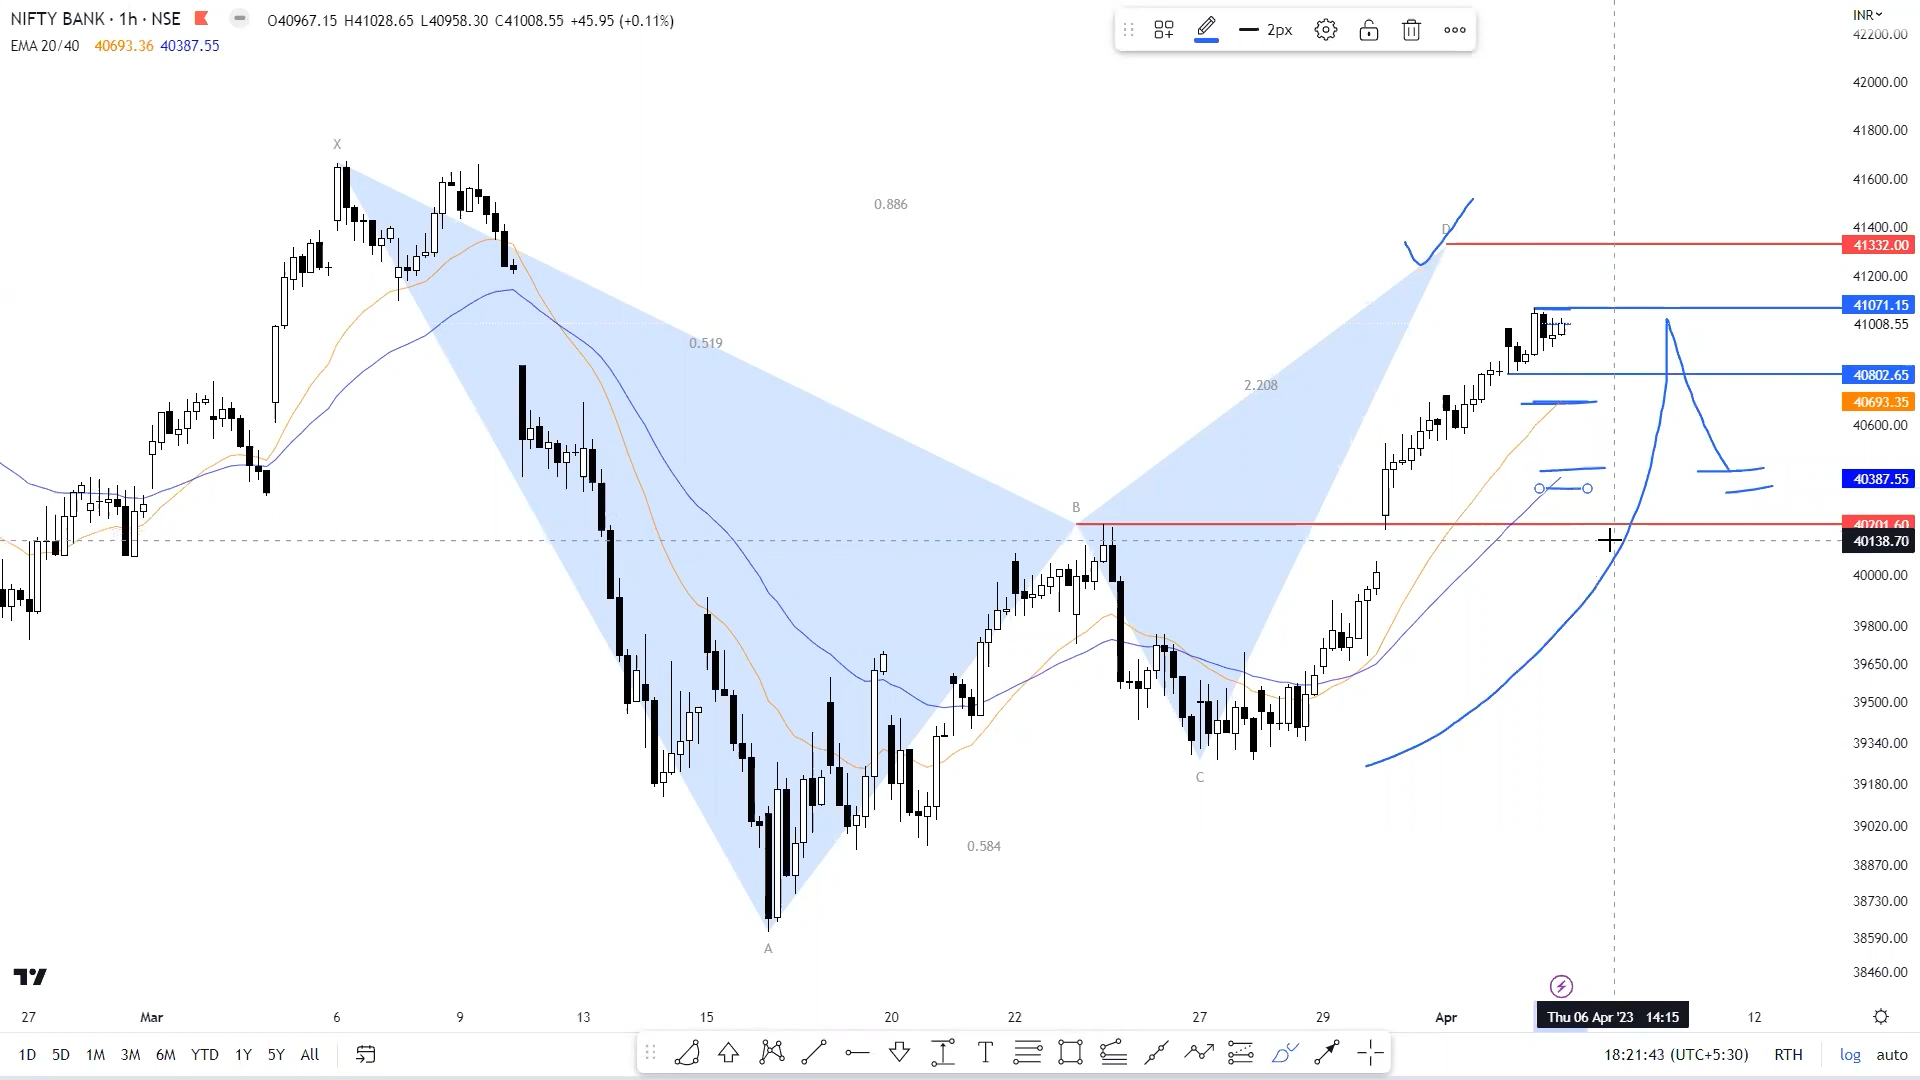 NIFTY BANK · 1h · NSE O40967.15 H41028.65 L40958.30 C41008.55 +45.95 (+0.11%)
EMA 20/40 40693.36 40387.55
2px
INR
42200.00
42000.00
41800.00
41600.00
41400.00
41332.00
41200.00
41071.15
41008.55
40802.65
40693.35
40600.00
40387.55
40201.60
40138.70
40000.00
39800.00
39650.00
39500.00
39340.00
39180.00
39020.00
38870.00
38730.00
38590.00
38460.00
X
0.886
D
0.519
2.208
B
C
0.584
A
27 Mar 6 9 13 15 20 22 27 29 Apr Thu 06 Apr '23 14:15 12
1D 5D 1M 3M 6M YTD 1Y 5Y All
T
18:21:43 (UTC+5:30) RTH log auto